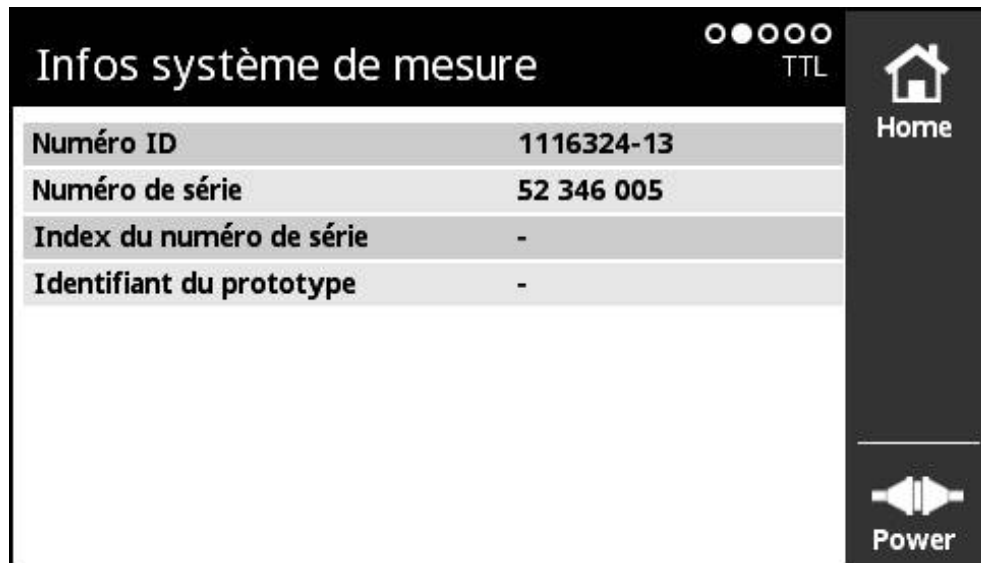 Infos système de mesure
TTL
Home
Numéro ID 1116324-13
Numéro de série 52 346 005
Index du numéro de série -
Identifiant du prototype -
Power